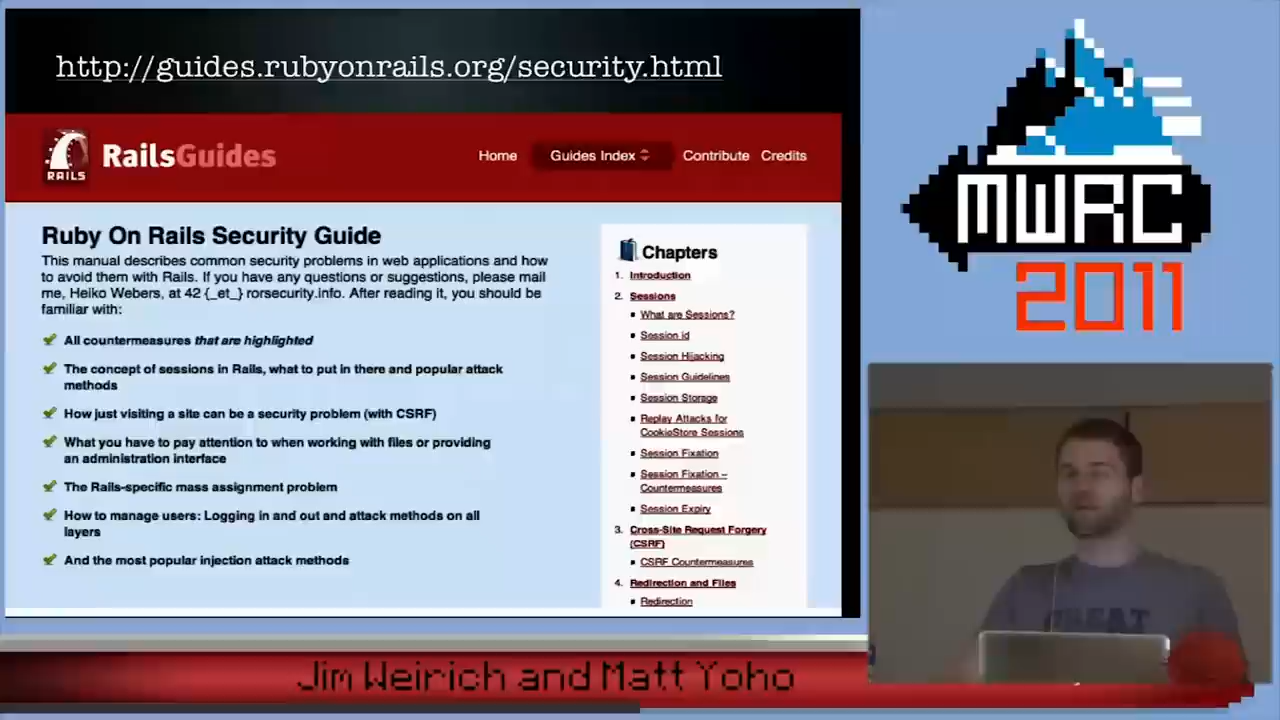 http://guides.rubyonrails.org/security.html
RAILS
RailsGuides
Home
Guides Index
Contribute
Credits
Ruby On Rails Security Guide
This manual describes common security problems in web applications and how
to avoid them with Rails. If you have any questions or suggestions, please mail
me, Heiko Webers, at 42 {_et_} rorsecurity.info. After reading it, you should be
familiar with:
All countermeasures that are highlighted
The concept of sessions in Rails, what to put in there and popular attack
methods
How just visiting a site can be a security problem (with CSRF)
What you have to pay attention to when working with files or providing
an administration interface
The Rails-specific mass assignment problem
How to manage users: Logging in and out and attack methods on all
layers
And the most popular injection attack methods
Chapters
1. Introduction
2. Sessions
What are Sessions?
Session id
Session Hijacking
Session Guidelines
Session Storage
Replay Attacks for
CookieStore Sessions
Session Fixation
Session Fixation –
Countermeasures
Session Expiry
3. Cross-Site Request Forgery
(CSRF)
CSRF Countermeasures
4. Redirection and Files
Redirection
MWRC
2011
GREAT
Jim Weirich and Matt Yoho